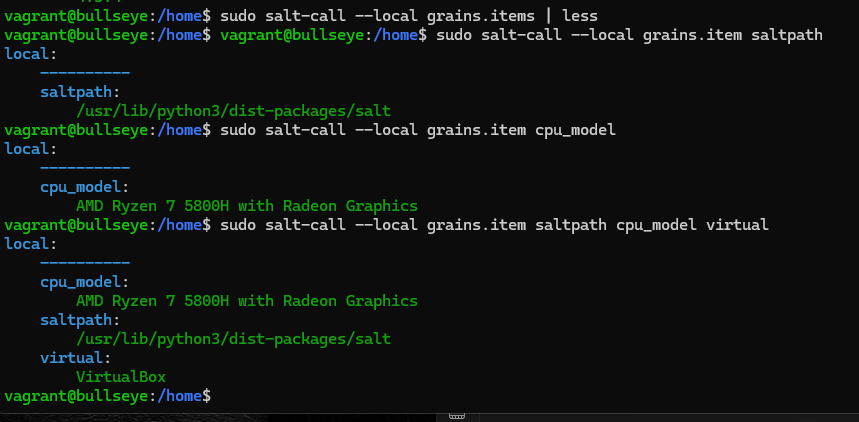 vagrant@bullseye:/home$ sudo salt-call --local grains.items | less
vagrant@bullseye:/home$ vagrant@bullseye:/home$ sudo salt-call --local grains.item saltpath
local:
    ----------
    saltpath:
        /usr/lib/python3/dist-packages/salt
vagrant@bullseye:/home$ sudo salt-call --local grains.item cpu_model
local:
    ----------
    cpu_model:
        AMD Ryzen 7 5800H with Radeon Graphics
vagrant@bullseye:/home$ sudo salt-call --local grains.item saltpath cpu_model virtual
local:
    ----------
    cpu_model:
        AMD Ryzen 7 5800H with Radeon Graphics
    saltpath:
        /usr/lib/python3/dist-packages/salt
    virtual:
        VirtualBox
vagrant@bullseye:/home$